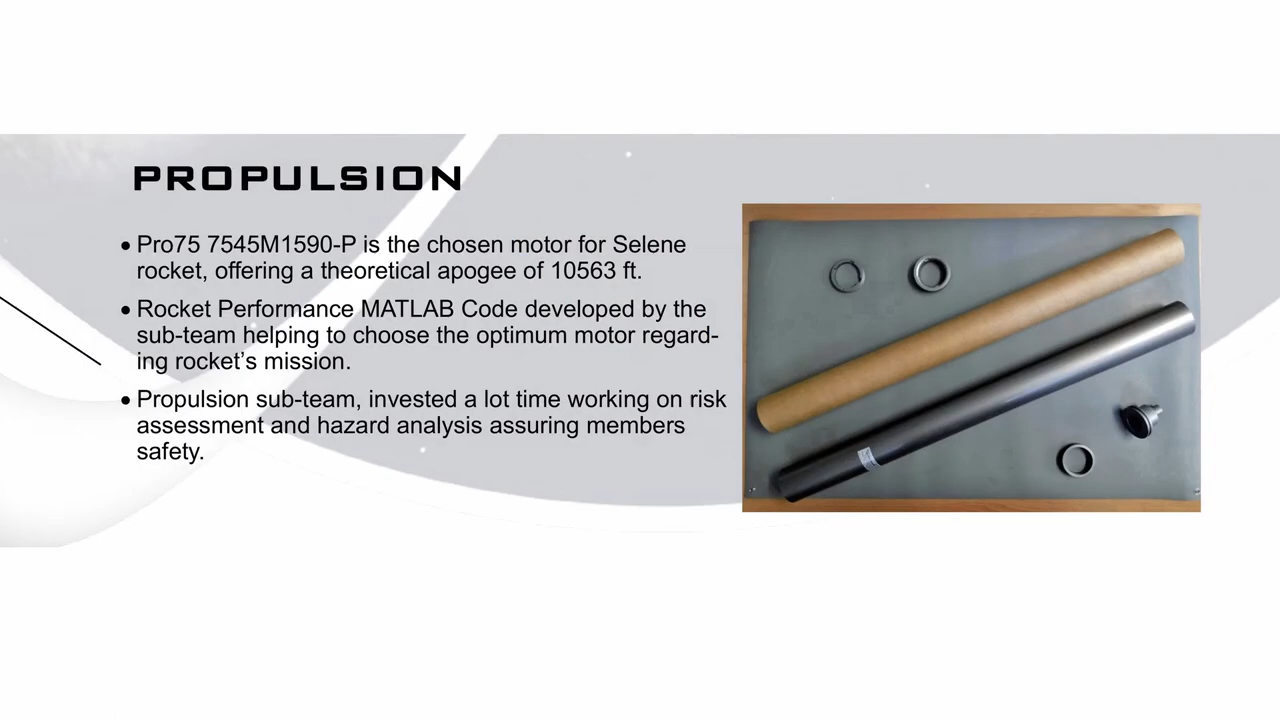 PROPULSION
• Pro75 7545M1590-P is the chosen motor for Selene
rocket, offering a theoretical apogee of 10563 ft.
• Rocket Performance MATLAB Code developed by the
sub-team helping to choose the optimum motor regard-
ing rocket’s mission.
• Propulsion sub-team, invested a lot time working on risk
assessment and hazard analysis assuring members
safety.